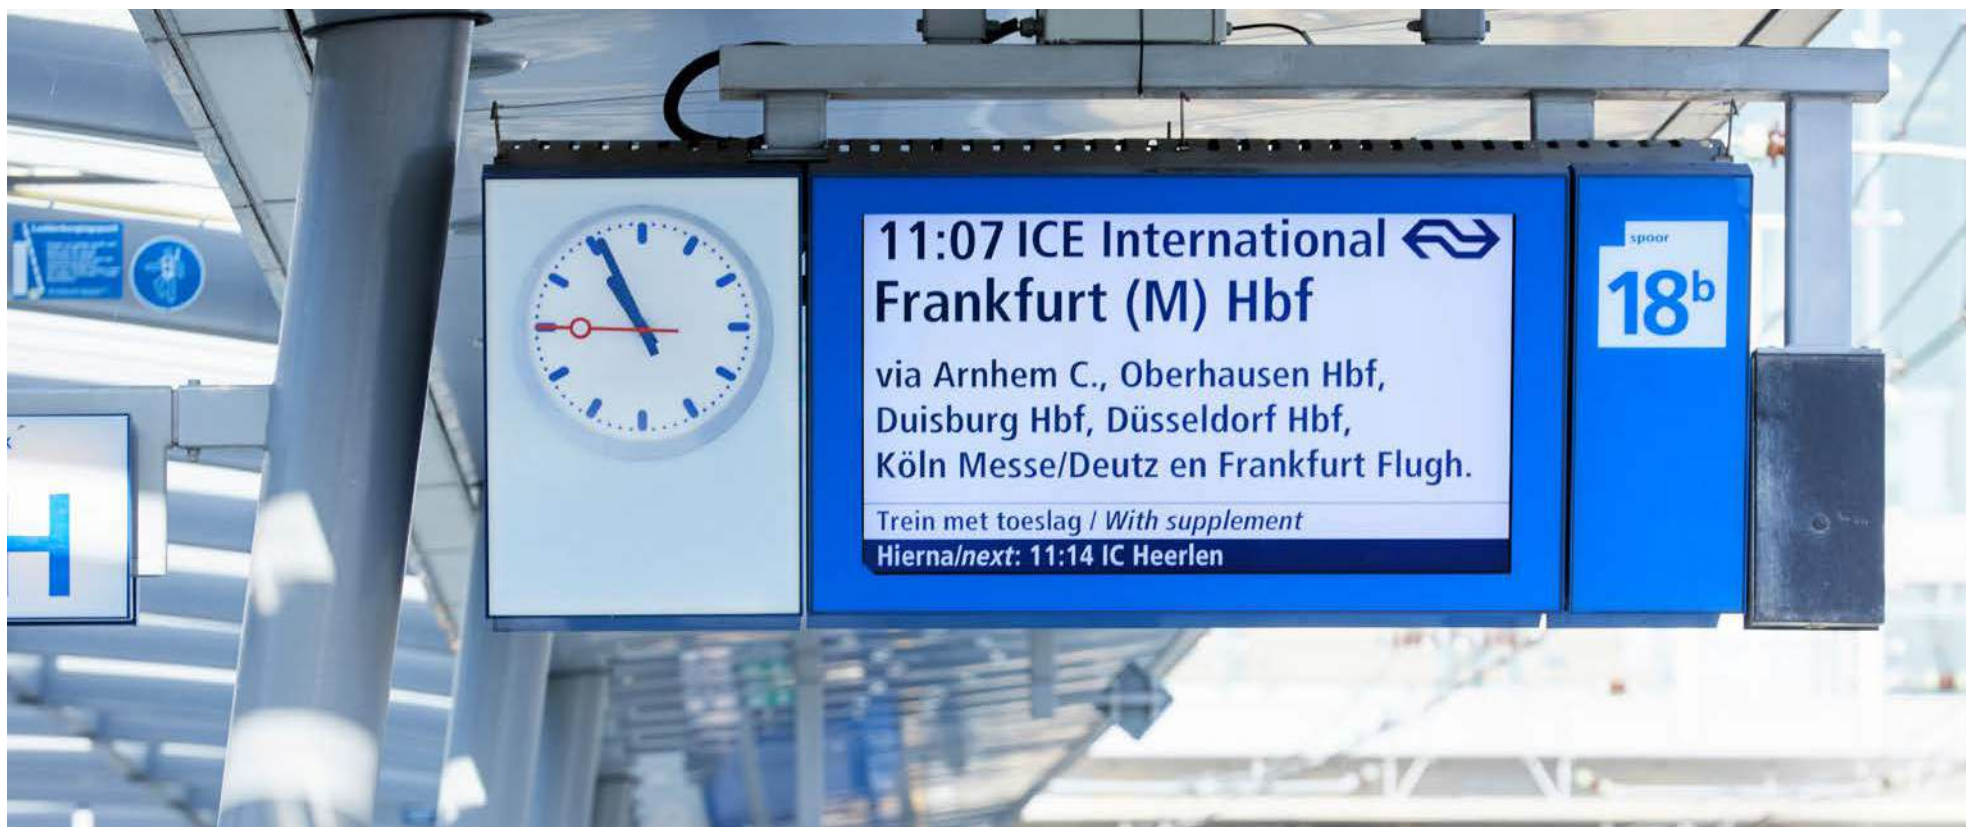 11:07 ICE International
Frankfurt (M) Hbf
via Arnhem C., Oberhausen Hbf,
Duisburg Hbf, Düsseldorf Hbf,
Köln Messe/Deutz en Frankfurt Flugh.
Trein met toeslag / With supplement
Hierna/next: 11:14 IC Heerlen
spoor
18b